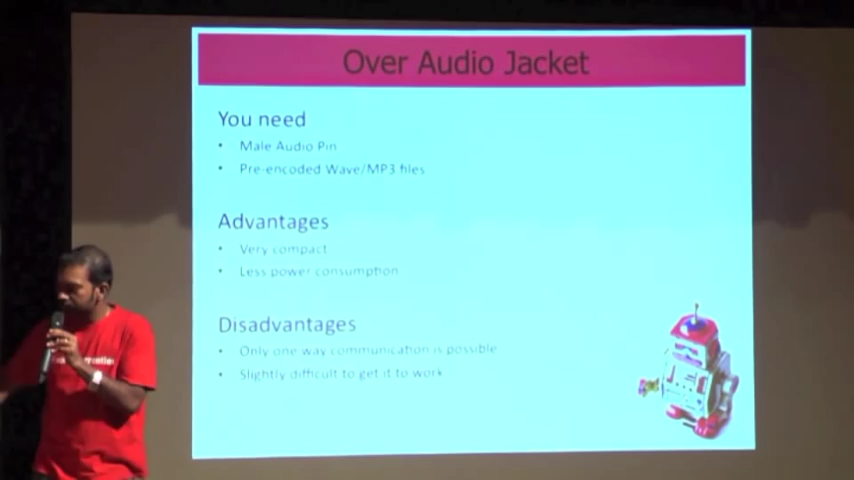 Over Audio Jacket
You need
• Male Audio Pin
• Pre-encoded Wave/MP3 files
Advantages
• Very compact
• Less power consumption
Disadvantages
• Only one way communication is possible
• Slightly difficult to get it to work